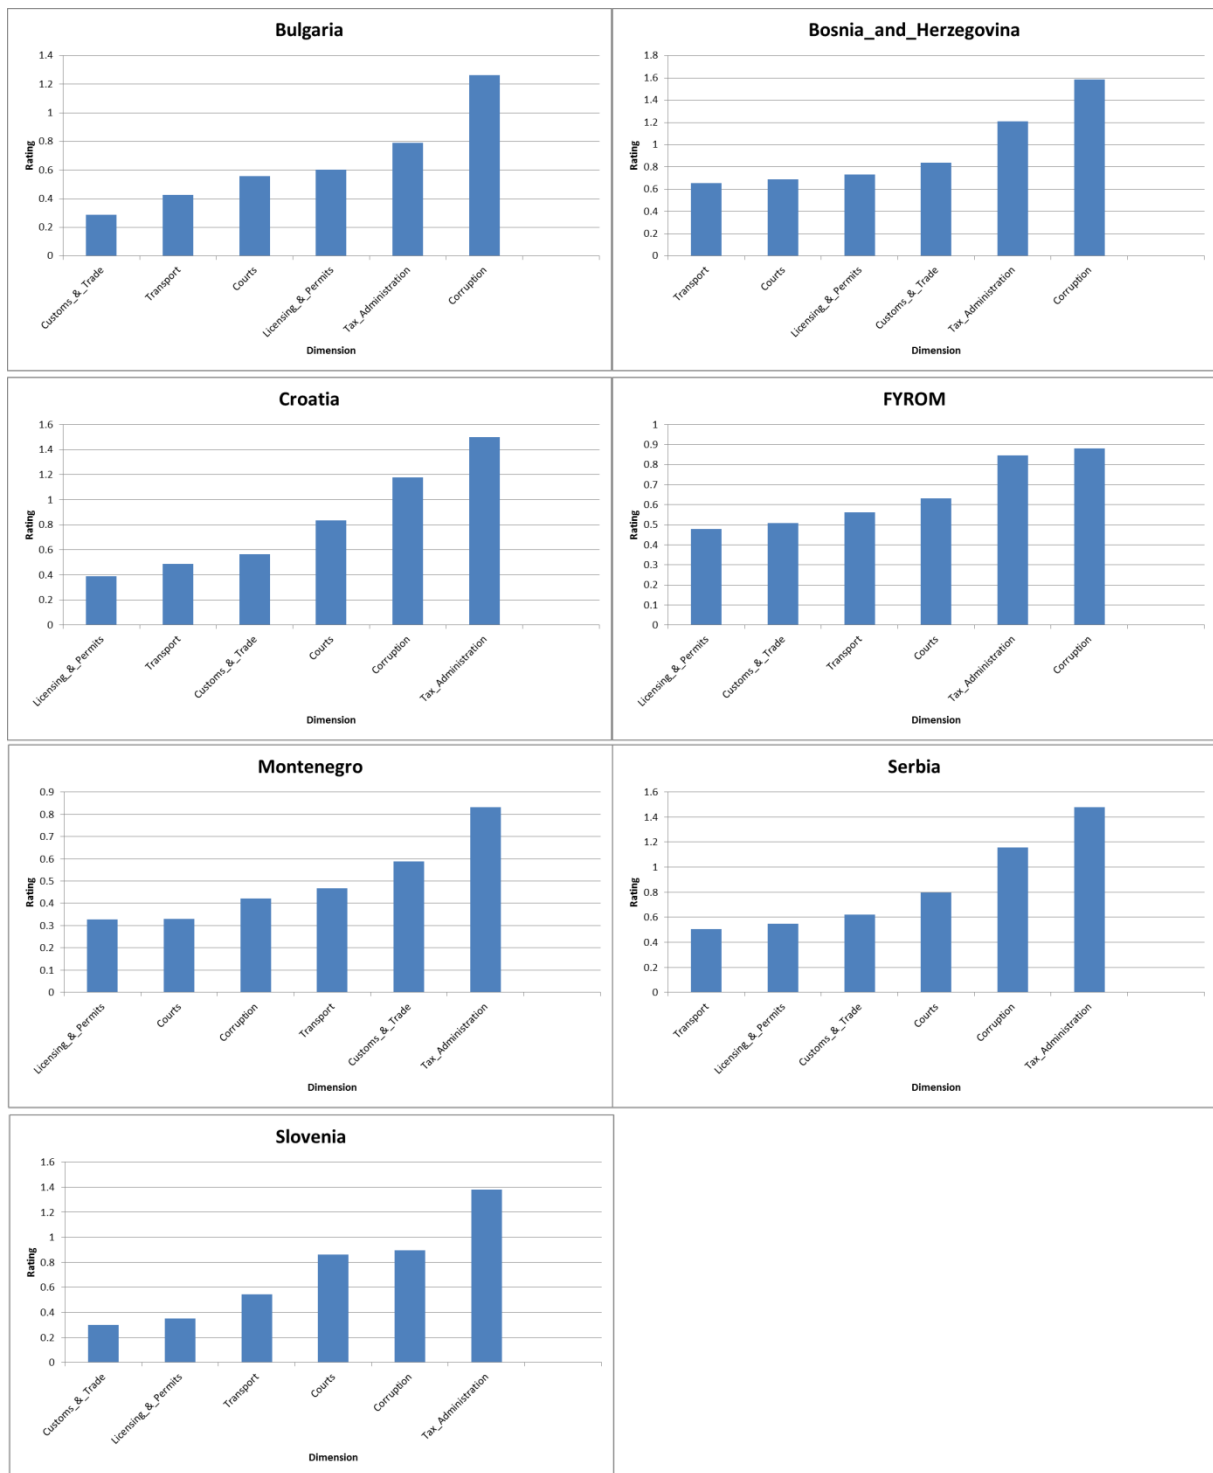 Bulgaria
1.4
1.2
1
0.8
0.6
0.4
0.2
0
Rating
Customs_&_Trade
Transport
Courts
Licensing_&_Permits
Tax_Administration
Corruption
Dimension
Bosnia_and_Herzegovina
1.8
1.6
1.4
1.2
1
0.8
0.6
0.4
0.2
0
Rating
Transport
Courts
Licensing_&_Permits
Customs_&_Trade
Tax_Administration
Corruption
Dimension
Croatia
1.6
1.4
1.2
1
0.8
0.6
0.4
0.2
0
Rating
Licensing_&_Permits
Transport
Customs_&_Trade
Courts
Corruption
Tax_Administration
Dimension
FYROM
1
0.9
0.8
0.7
0.6
0.5
0.4
0.3
0.2
0.1
0
Rating
Licensing_&_Permits
Customs_&_Trade
Transport
Courts
Tax_Administration
Corruption
Dimension
Montenegro
0.9
0.8
0.7
0.6
0.5
0.4
0.3
0.2
0.1
0
Rating
Licensing_&_Permits
Courts
Corruption
Transport
Customs_&_Trade
Tax_Administration
Dimension
Serbia
1.6
1.4
1.2
1
0.8
0.6
0.4
0.2
0
Rating
Transport
Licensing_&_Permits
Customs_&_Trade
Courts
Corruption
Tax_Administration
Dimension
Slovenia
1.6
1.4
1.2
1
0.8
0.6
0.4
0.2
0
Rating
Customs_&_Trade
Licensing_&_Permits
Transport
Courts
Corruption
Tax_Administration
Dimension